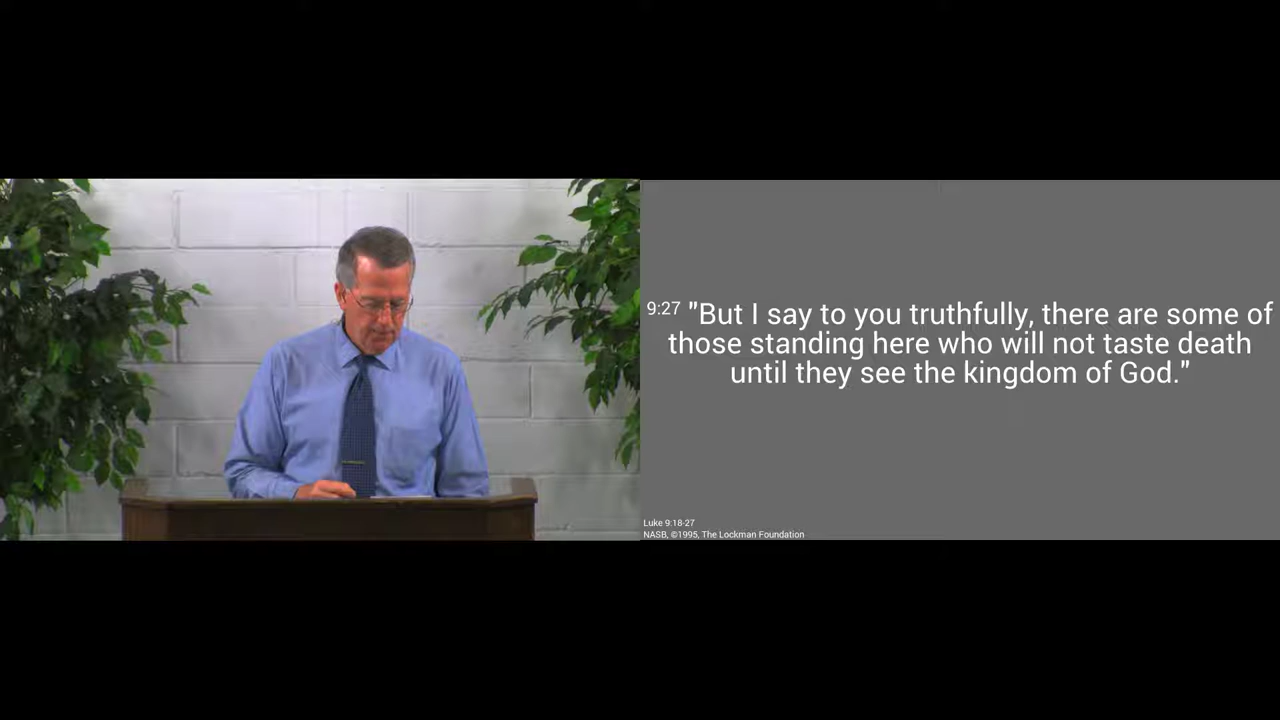 9:27 "But I say to you truthfully, there are some of
those standing here who will not taste death
until they see the kingdom of God."
Luke 9:18-27
NASB, ©1995, The Lockman Foundation